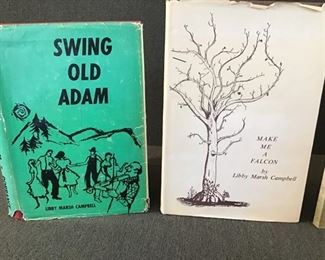 SWING
OLD
ADAM
LIBBY MARSH CAMPBELL
MAKE
ME
A
FALCON
by
Libby Marsh Campbell